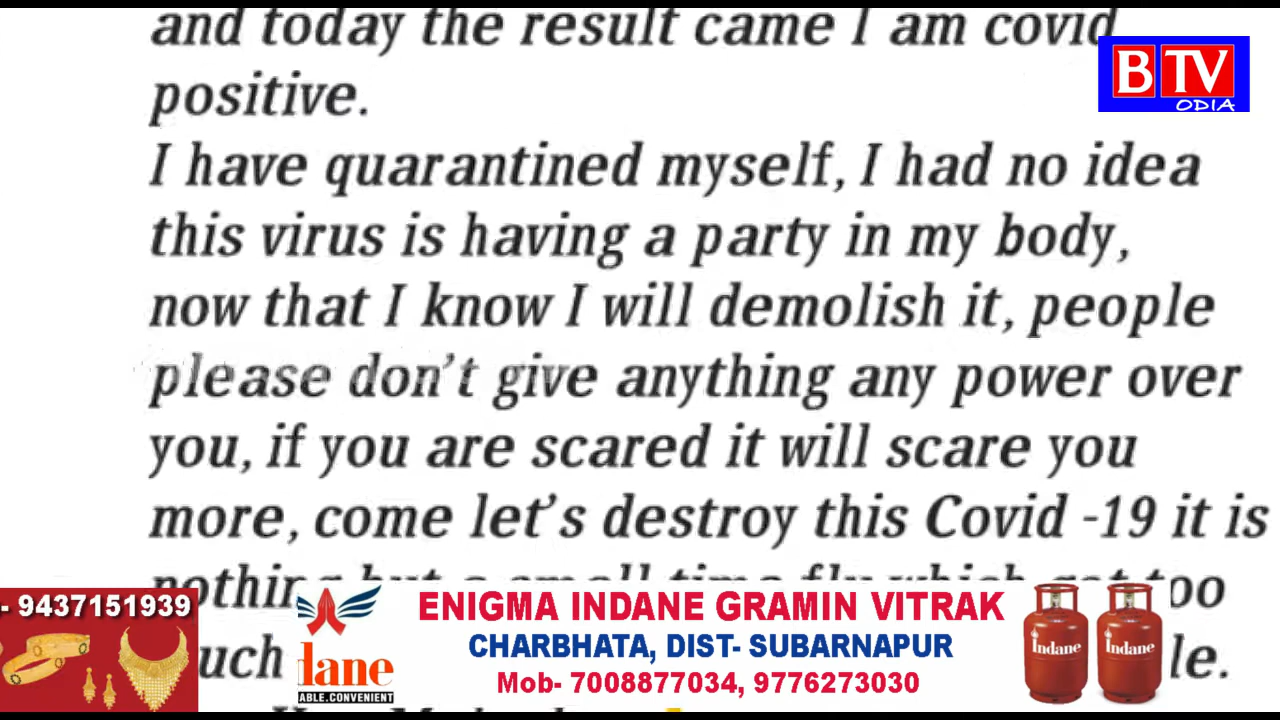 and today the result came I am covid
positive.
I have quarantined myself, I had no idea
this virus is having a party in my body,
now that I know I will demolish it, people
please don't give anything any power over
you, if you are scared it will scare you
more, come let's destroy this Covid -19 it is
too
BTV
ODIA
- 9437151939
ENIGMA INDANE GRAMIN VITRAK
CHARBHATA, DIST- SUBARNAPUR
Mob- 7008877034, 9776273030
ABLE.CONVENIENT
Indane
Indane